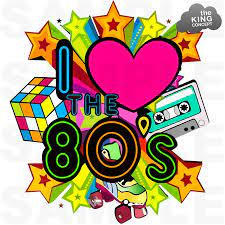 the
KING
CONCEPT
I
THE
80's